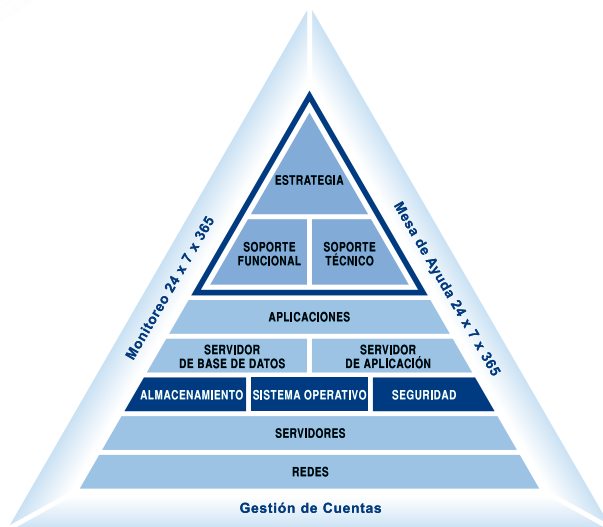 ESTRATEGIA
SOPORTE
FUNCIONAL
SOPORTE
TÉCNICO
APLICACIONES
SERVIDOR
DE BASE DE DATOS
SERVIDOR
DE APLICACIÓN
ALMACENAMIENTO
SISTEMA OPERATIVO
SEGURIDAD
SERVIDORES
REDES
Monitoreo 24 x 7 x 365
Mesa de Ayuda 24 x 7 x 365
Gestión de Cuentas